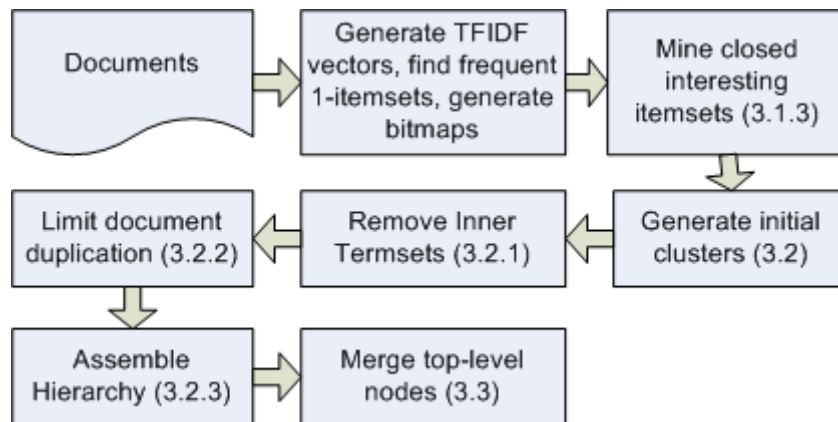 Documents
Generate TFIDF
vectors, find frequent
1-itemsets, generate
bitmaps
Mine closed
interesting
itemsets (3.1.3)
Generate initial
clusters (3.2)
Remove Inner
Termsets (3.2.1)
Limit document
duplication (3.2.2)
Assemble
Hierarchy (3.2.3)
Merge top-level
nodes (3.3)